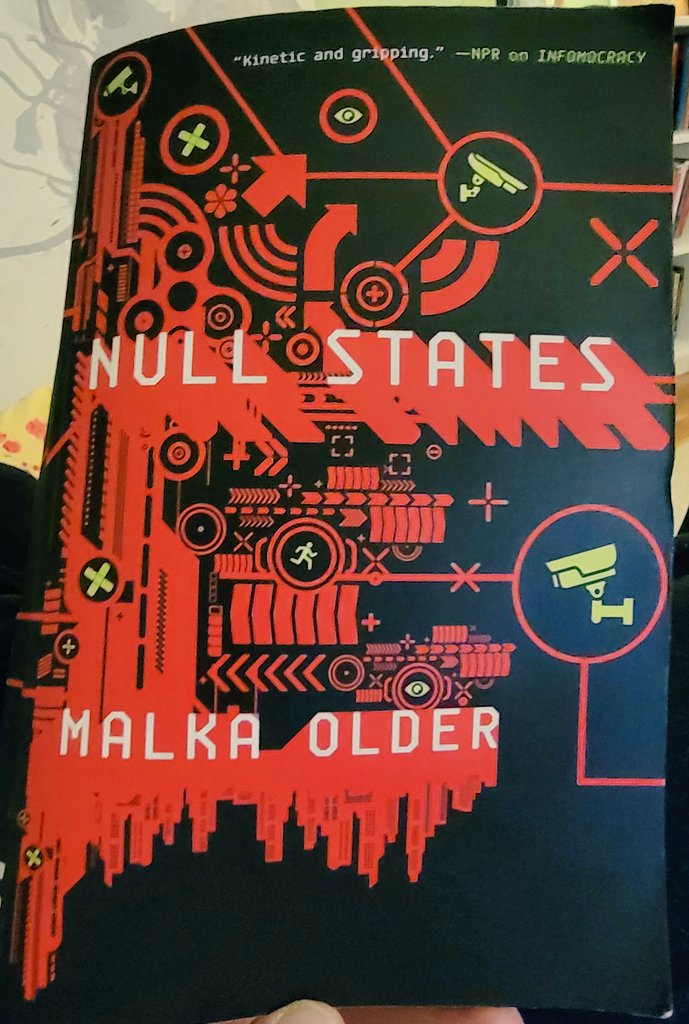 "Kinetic and gripping." —NPR on INFOMOCRACY
NULL STATES
MALKA OLDER